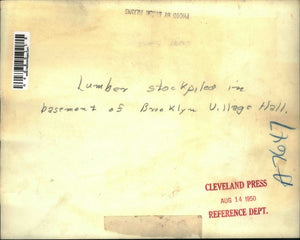 Lumber stockpiled in
basement of Brooklyn Village Hall.
CLEVELAND PRESS
AUG 14 1950
REFERENCE DEPT.